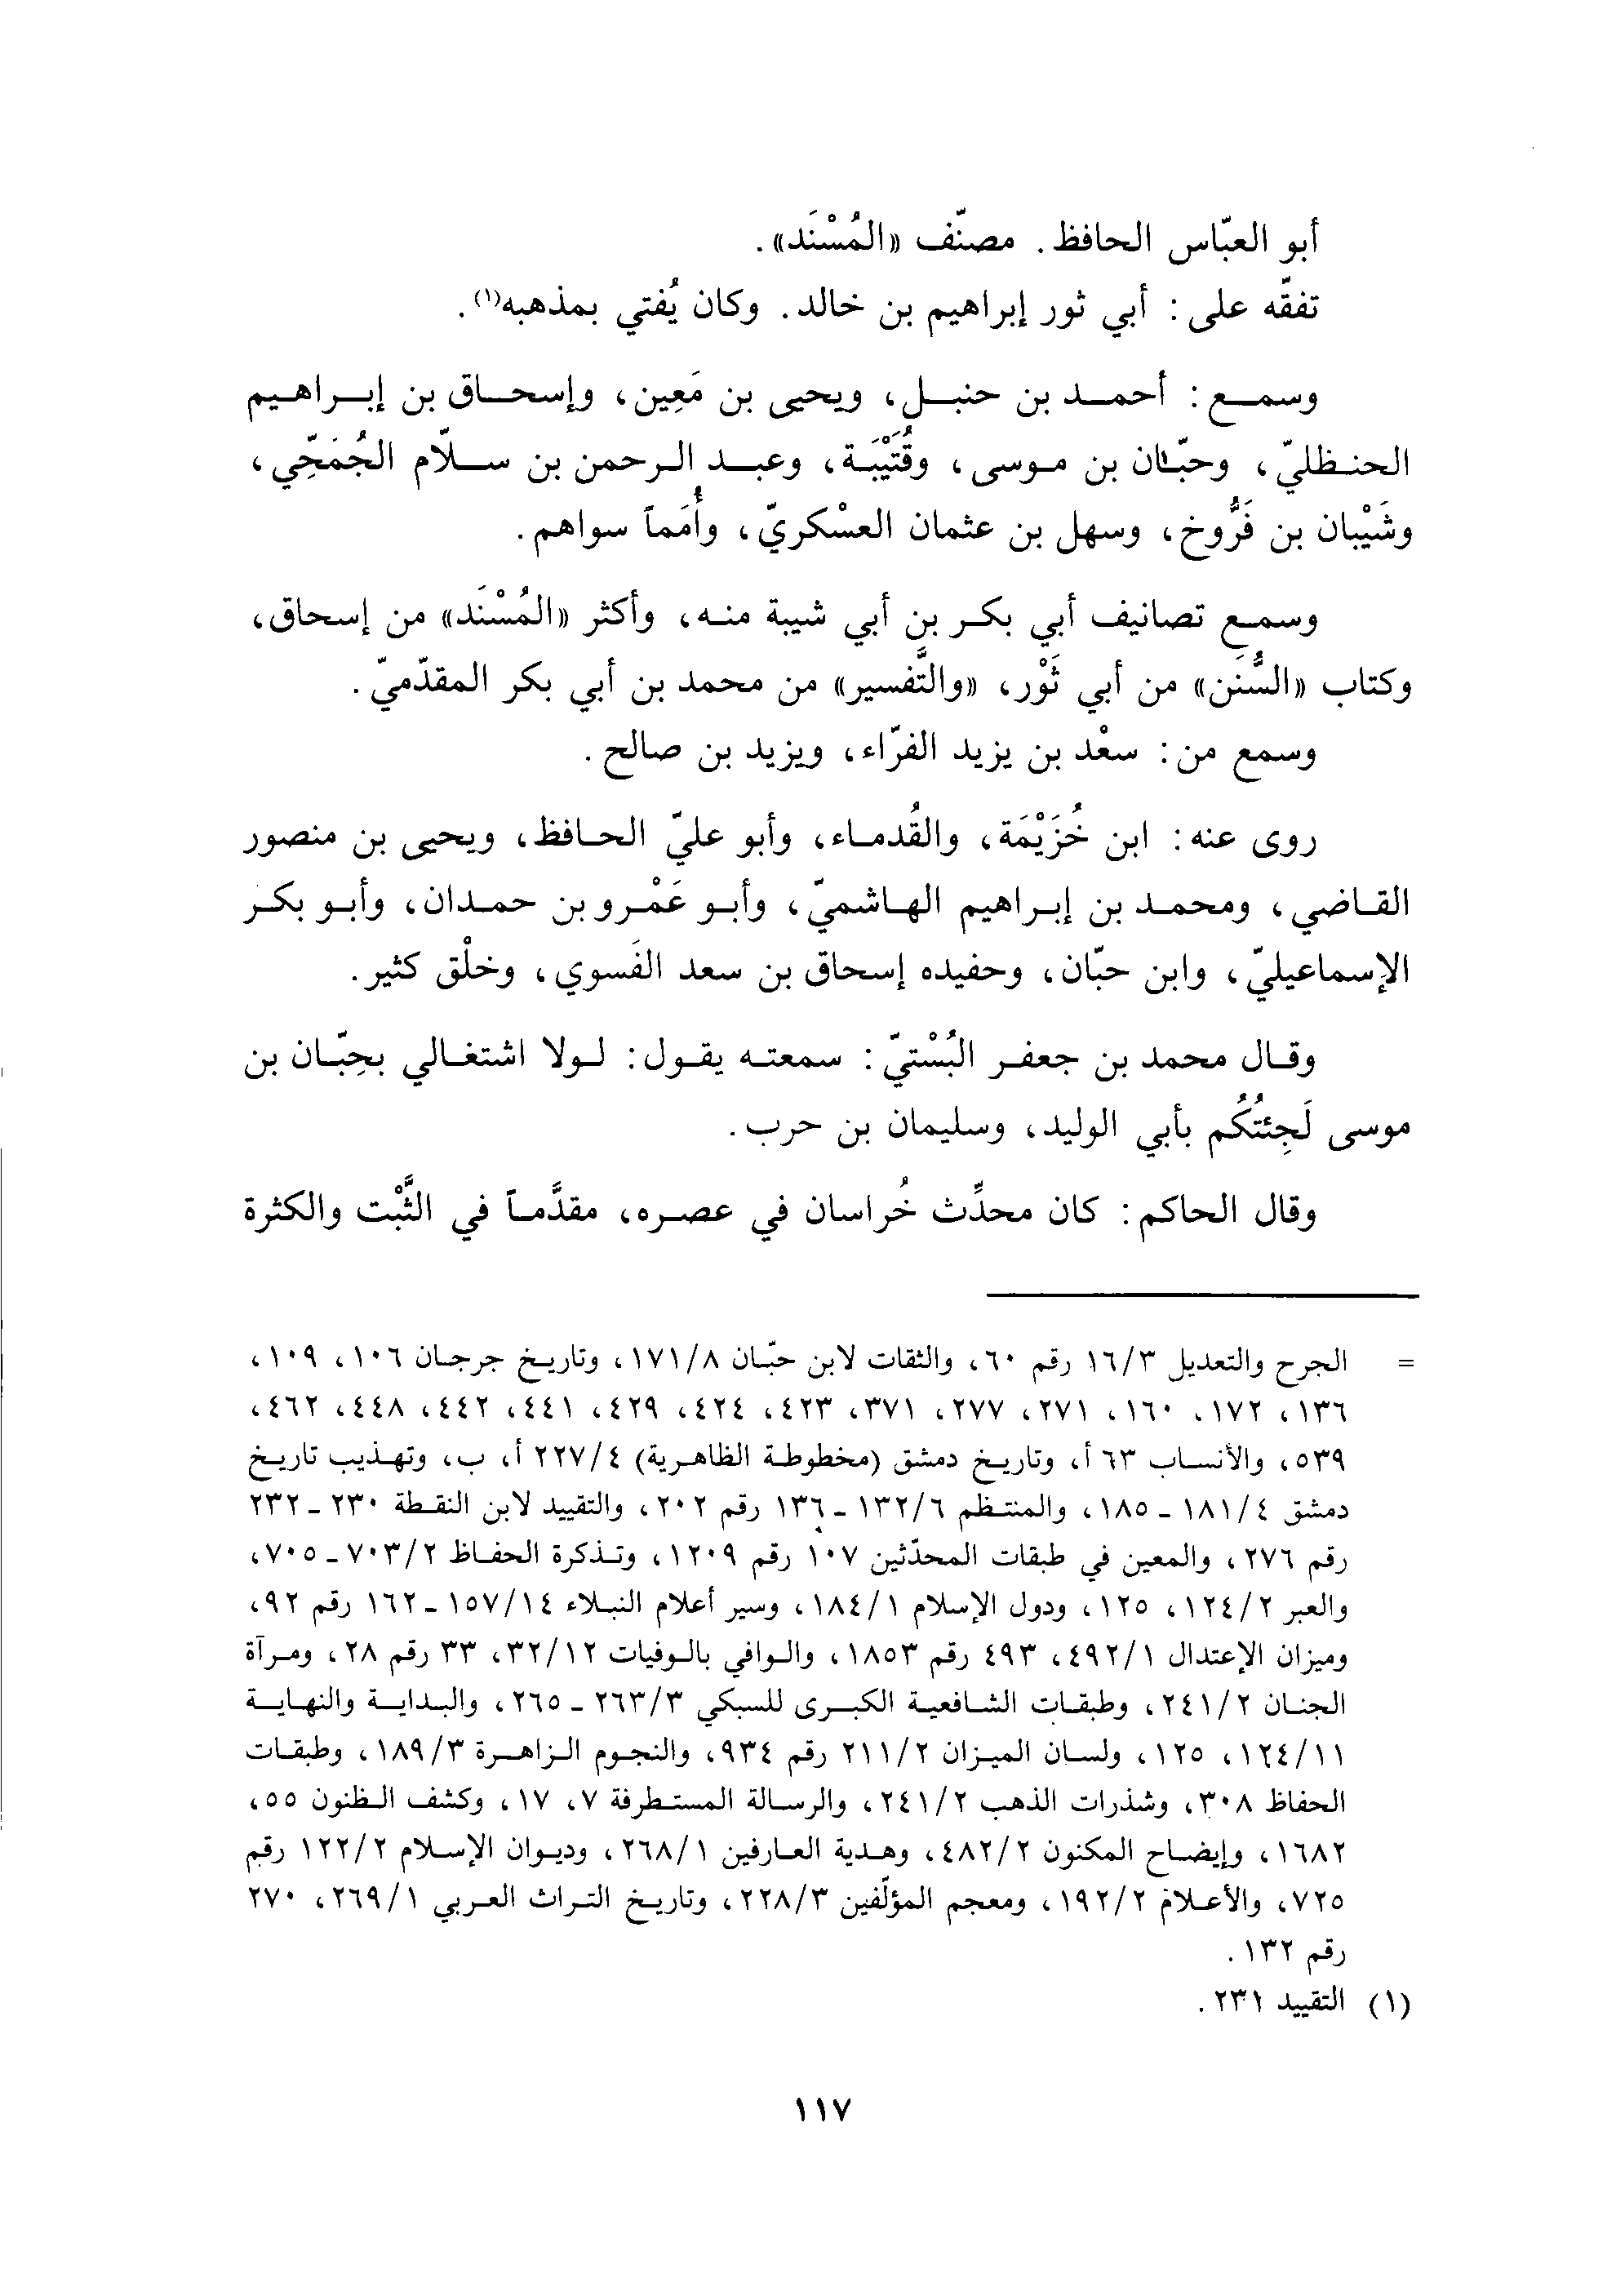 أبو العبّاس الحافظ. مصنّف «المُسْنَد».
تفقّه على: أبي ثور إبراهيم بن خالد. وكان يُفتي بمذهبه(١).
وسمع: أحمد بن حنبل، ويحيى بن مَعِين، وإسحاق بن إبراهيم
الحنظليّ، وحبّان بن موسى، وقُتَيْبَة، وعبد الرحمن بن سلّام الجُمَحّي،
وشَيْبان بن فَرُّوخ، وسهل بن عثمان العسْكريّ، وأُمَماً سواهم.
وسمع تصانيف أبي بكر بن أبي شيبة منه، وأكثر «المُسْنَد» من إسحاق،
وكتاب «السُّنَن» من أبي ثَوْر، «والتَّفسير» من محمد بن أبي بكر المقدّميّ.
وسمع من: سعْد بن يزيد الفرّاء، ويزيد بن صالح.
روى عنه: ابن خُزَيْمَة، والقُدماء، وأبو عليّ الحافظ، ويحيى بن منصور
القاضي، ومحمد بن إبراهيم الهاشميّ، وأبو عَمْرو بن حمدان، وأبو بكر
الإسماعيليّ، وابن حبّان، وحفيده إسحاق بن سعد الفَسوي، وخلْق كثير.
وقال محمد بن جعفر البُسْتيّ: سمعته يقول: لولا اشتغالي بحِبّان بن
موسى لَجِئتُكُم بأبي الوليد، وسليمان بن حرب.
وقال الحاكم: كان محدِّث خُراسان في عصره، مقدَّماً في الثَّبْت والكثرة
= الجرح والتعديل ١٦/٣ رقم ٦٠، والثقات لابن حبّان ١٧١/٨، وتاريخ جرجان ١٠٦، ١٠٩،
١٣٦، ١٧٢، ١٦٠، ٢٧١، ٢٧٧، ٣٧١، ٤٢٣، ٤٢٤، ٤٢٩، ٤٤١، ٤٤٢، ٤٤٨، ٤٦٢،
٥٣٩، والأنساب ٦٣ أ، وتاريخ دمشق (مخطوطة الظاهرية) ٢٢٧/٤ أ، ب، وتهذيب تاريخ
دمشق ١٨١/٤ ـ ١٨٥، والمنتظم ١٣٢/٦ ـ ١٣٦ رقم ٢٠٢، والتقييد لابن النقطة ٢٣٠ ـ ٢٣٢
رقم ٢٧٦، والمعين في طبقات المحدّثين ١٠٧ رقم ١٢٠٩، وتذكرة الحفاظ ٧٠٣/٢ ـ ٧٠٥،
والعبر ١٢٤/٢، ١٢٥، ودول الإسلام ١٨٤/١، وسير أعلام النبلاء ١٥٧/١٤ ـ ١٦٢ رقم ٩٢،
وميزان الإعتدال ٤٩٢/١، ٤٩٣ رقم ١٨٥٣، والوافي بالوفيات ٣٢/١٢، ٣٣ رقم ٢٨، ومرآة
الجنان ٢٤١/٢، وطبقات الشافعية الكبرى للسبكي ٢٦٣/٣ ـ ٢٦٥، والبداية والنهاية
١٢٤/١١، ١٢٥، ولسان الميزان ٢١١/٢ رقم ٩٣٤، والنجوم الزاهرة ١٨٩/٣، وطبقات
الحفاظ ٣٠٨، وشذرات الذهب ٢٤١/٢، والرسالة المستطرفة ٧، ١٧، وكشف الظنون ٥٥،
١٦٨٢، وإيضاح المكنون ٤٨٢/٢، وهدية العارفين ٢٦٨/١، وديوان الإسلام ١٢٢/٢ رقم
٧٢٥، والأعلام ١٩٢/٢، ومعجم المؤلّفين ٢٢٨/٣، وتاريخ التراث العربي ٢٦٩/١، ٢٧٠
رقم ١٣٢.
(١) التقييد ٢٣١.
١١٧